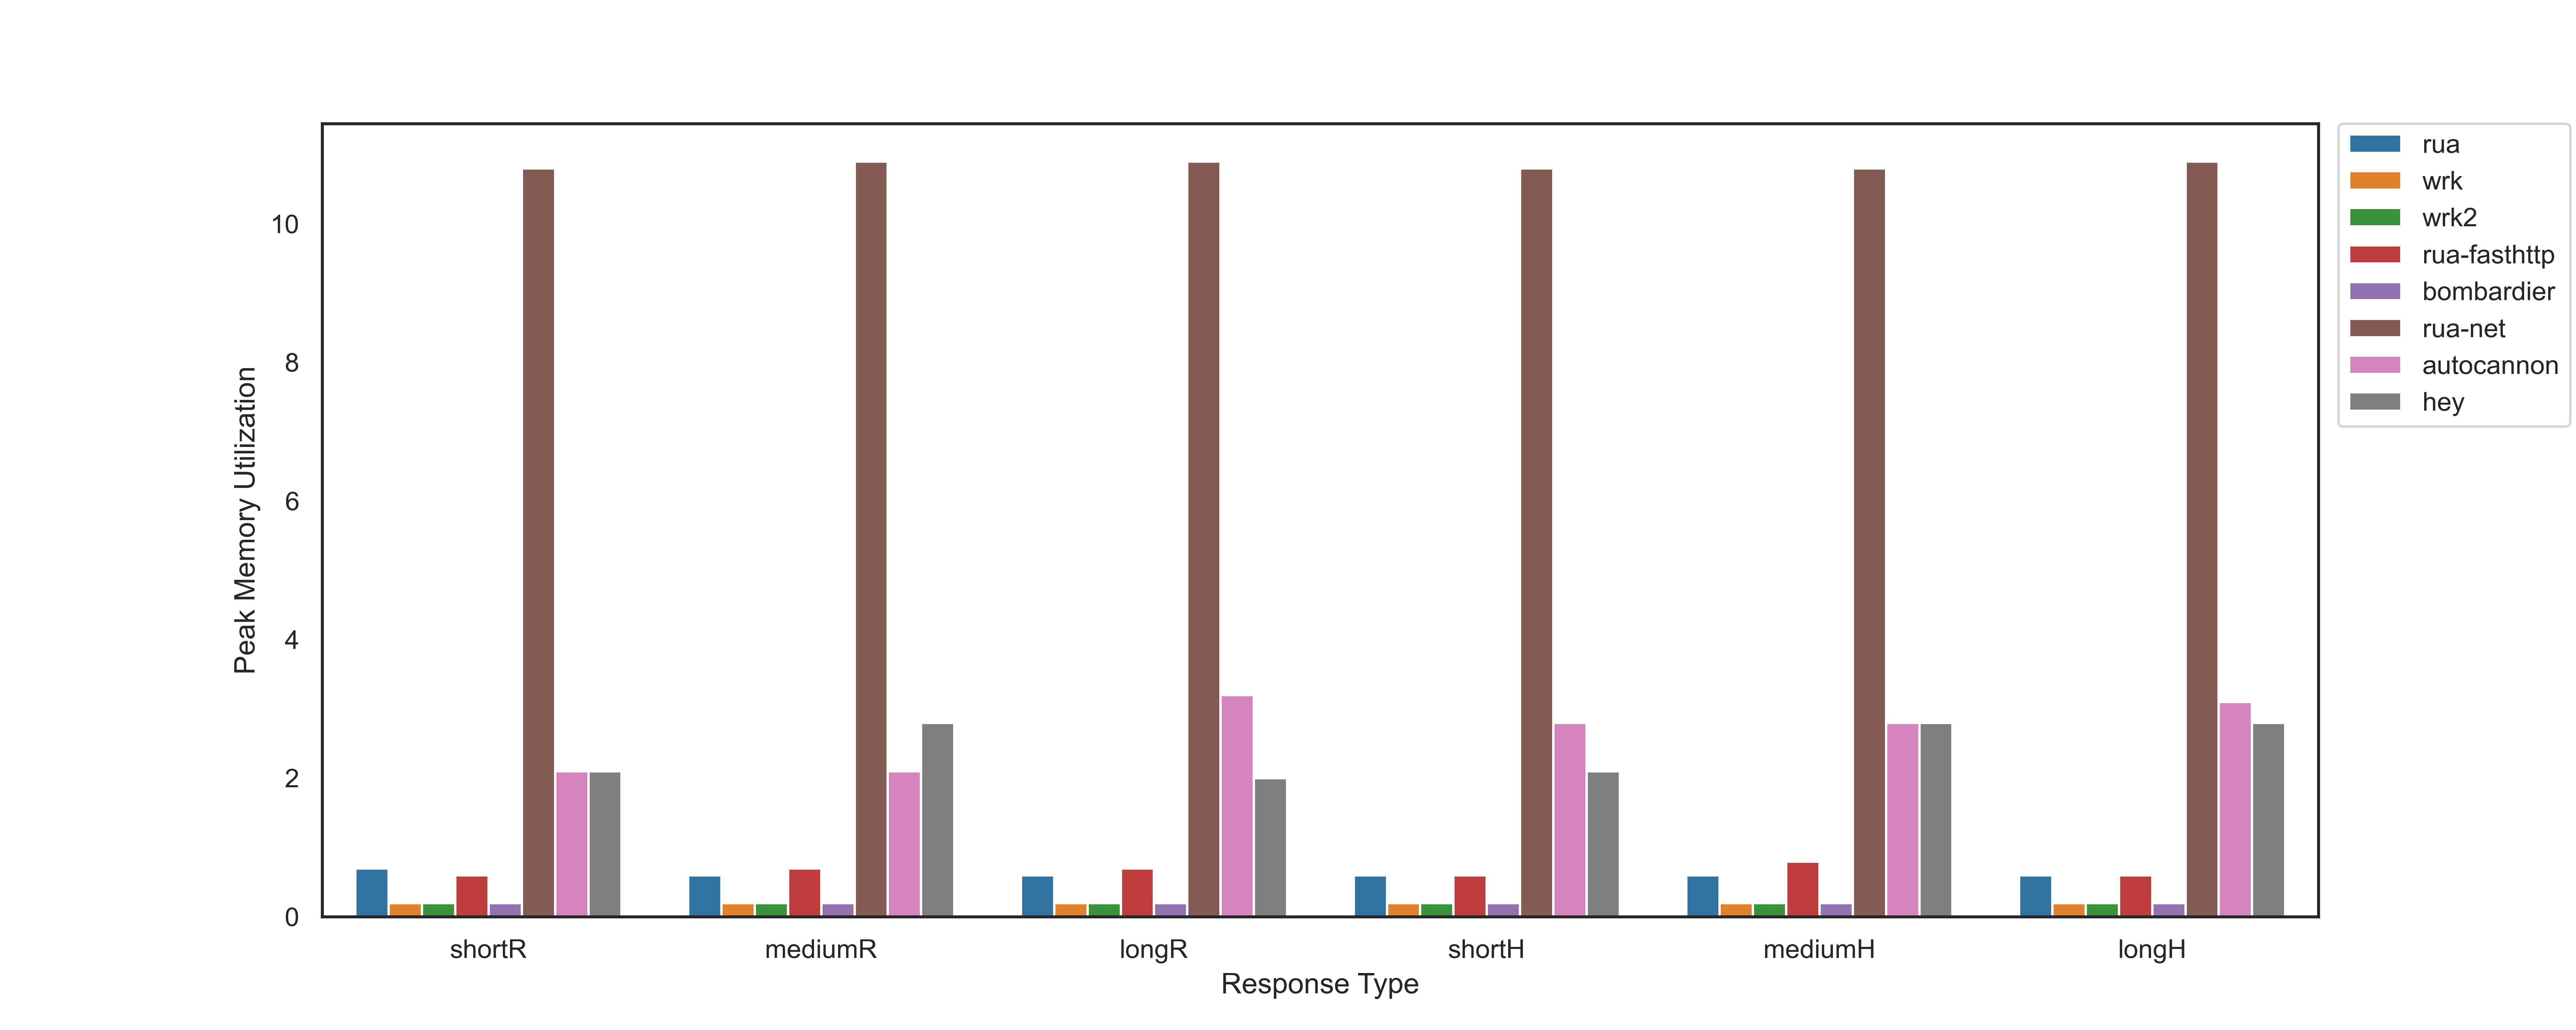 10
8
6
4
2
0
Peak Memory Utilization
shortR mediumR longR shortH mediumH longH
Response Type
rua
wrk
wrk2
rua-fasthttp
bombardier
rua-net
autocannon
hey